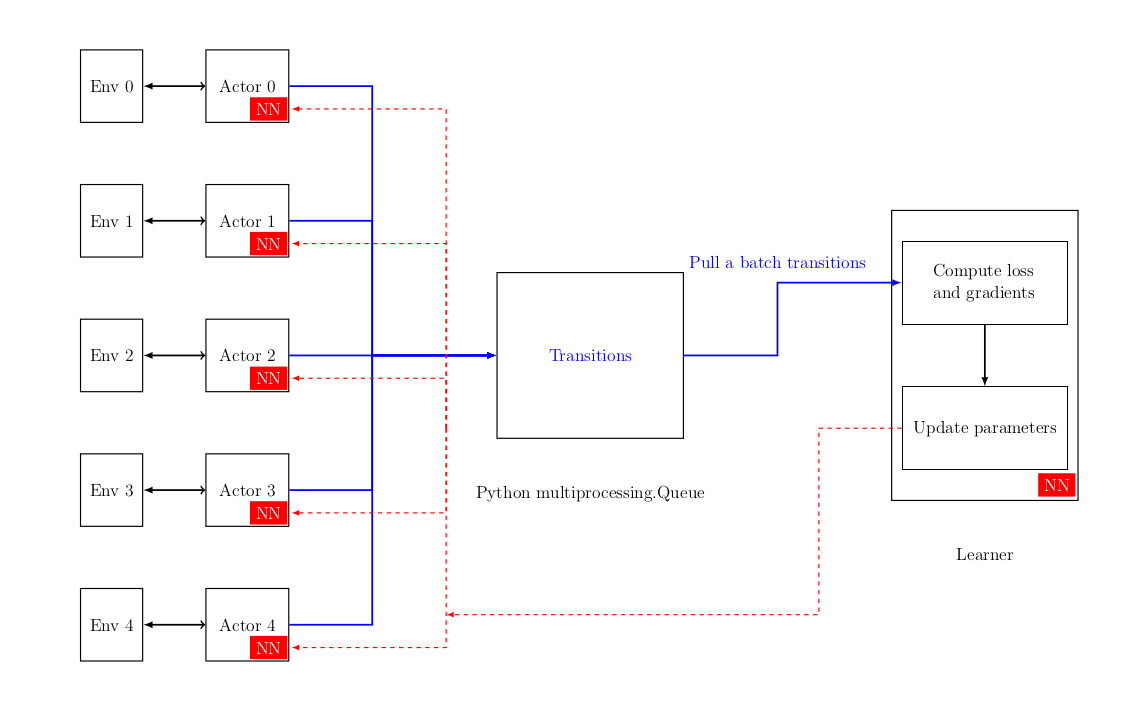 Env 0
Actor 0
NN
Env 1
Actor 1
NN
Env 2
Actor 2
NN
Env 3
Actor 3
NN
Env 4
Actor 4
NN
Transitions
Python multiprocessing.Queue
Pull a batch transitions
Compute loss
and gradients
Update parameters
NN
Learner